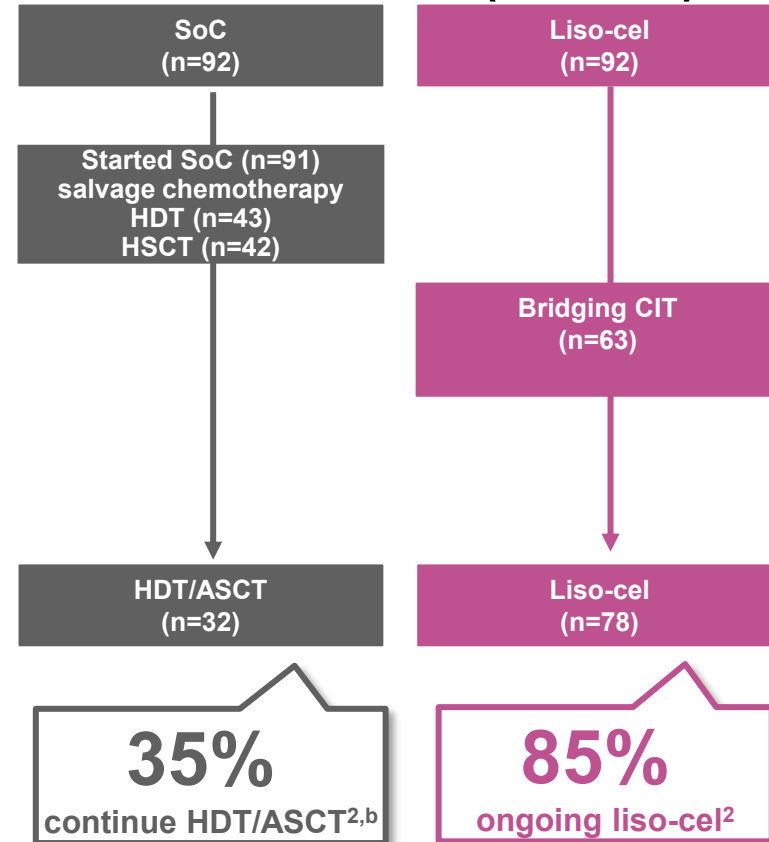 SoC
(n=92)
Started SoC (n=91)
salvage chemotherapy
HDT (n=43)
HSCT (n=42)
HDT/ASCT
(n=32)
35%
continue HDT/ASCT2,b
Liso-cel
(n=92)
Bridging CIT
(n=63)
Liso-cel
(n=78)
85%
ongoing liso-cel2